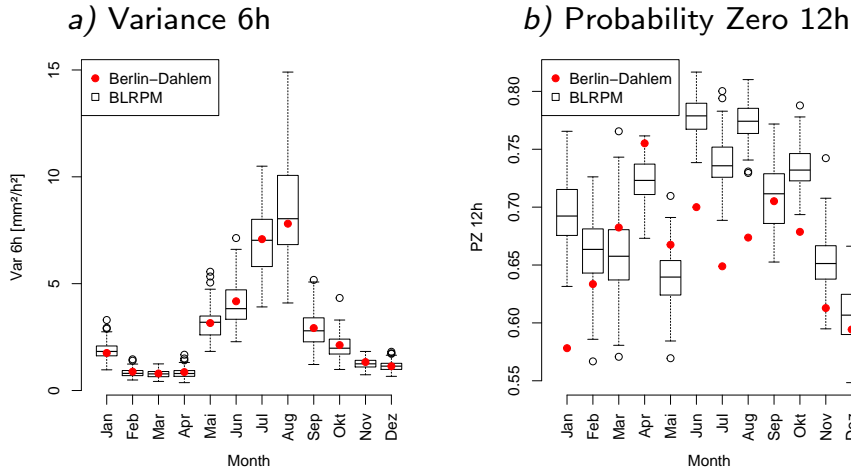 a) Variance 6h
Berlin−Dahlem
BLRPM
Var 6h [mm²/h²]
15
10
5
0
Jan
Feb
Mar
Apr
Mai
Jun
Jul
Aug
Sep
Okt
Nov
Dez
Month
b) Probability Zero 12h
Berlin−Dahlem
BLRPM
PZ 12h
0.80
0.75
0.70
0.65
0.60
0.55
Jan
Feb
Mar
Apr
Mai
Jun
Jul
Aug
Sep
Okt
Nov
Dez
Month